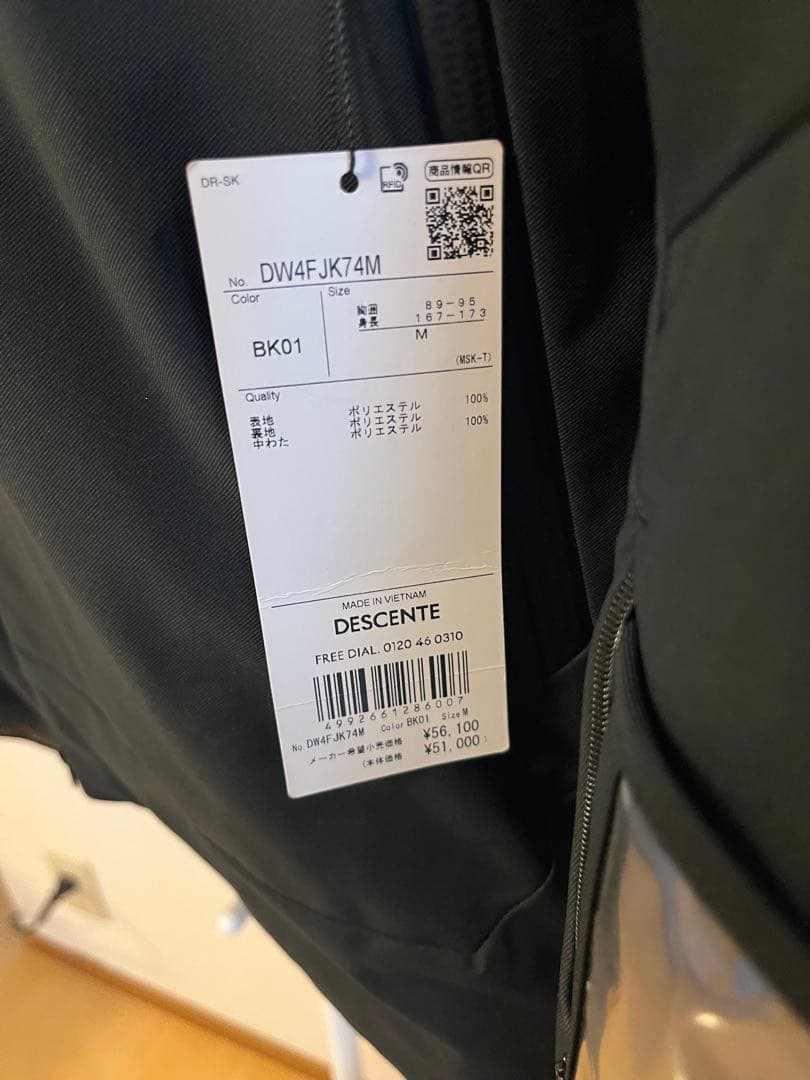 DR-SK
RFID
商品情報QR
No. DW4FJK74M
Color
Size
胸囲 89-95
身長 167-173
M
BK01
(MSK-T)
Quality
表地 ポリエステル 100%
裏地 ポリエステル 100%
中わた ポリエステル
MADE IN VIETNAM
DESCENTE
FREE DIAL. 0120 46 0310
4992661286007
No. DW4FJK74M Color BK01 Size M
メーカー希望小売価格 ¥56,100
(本体価格 ¥51,000)